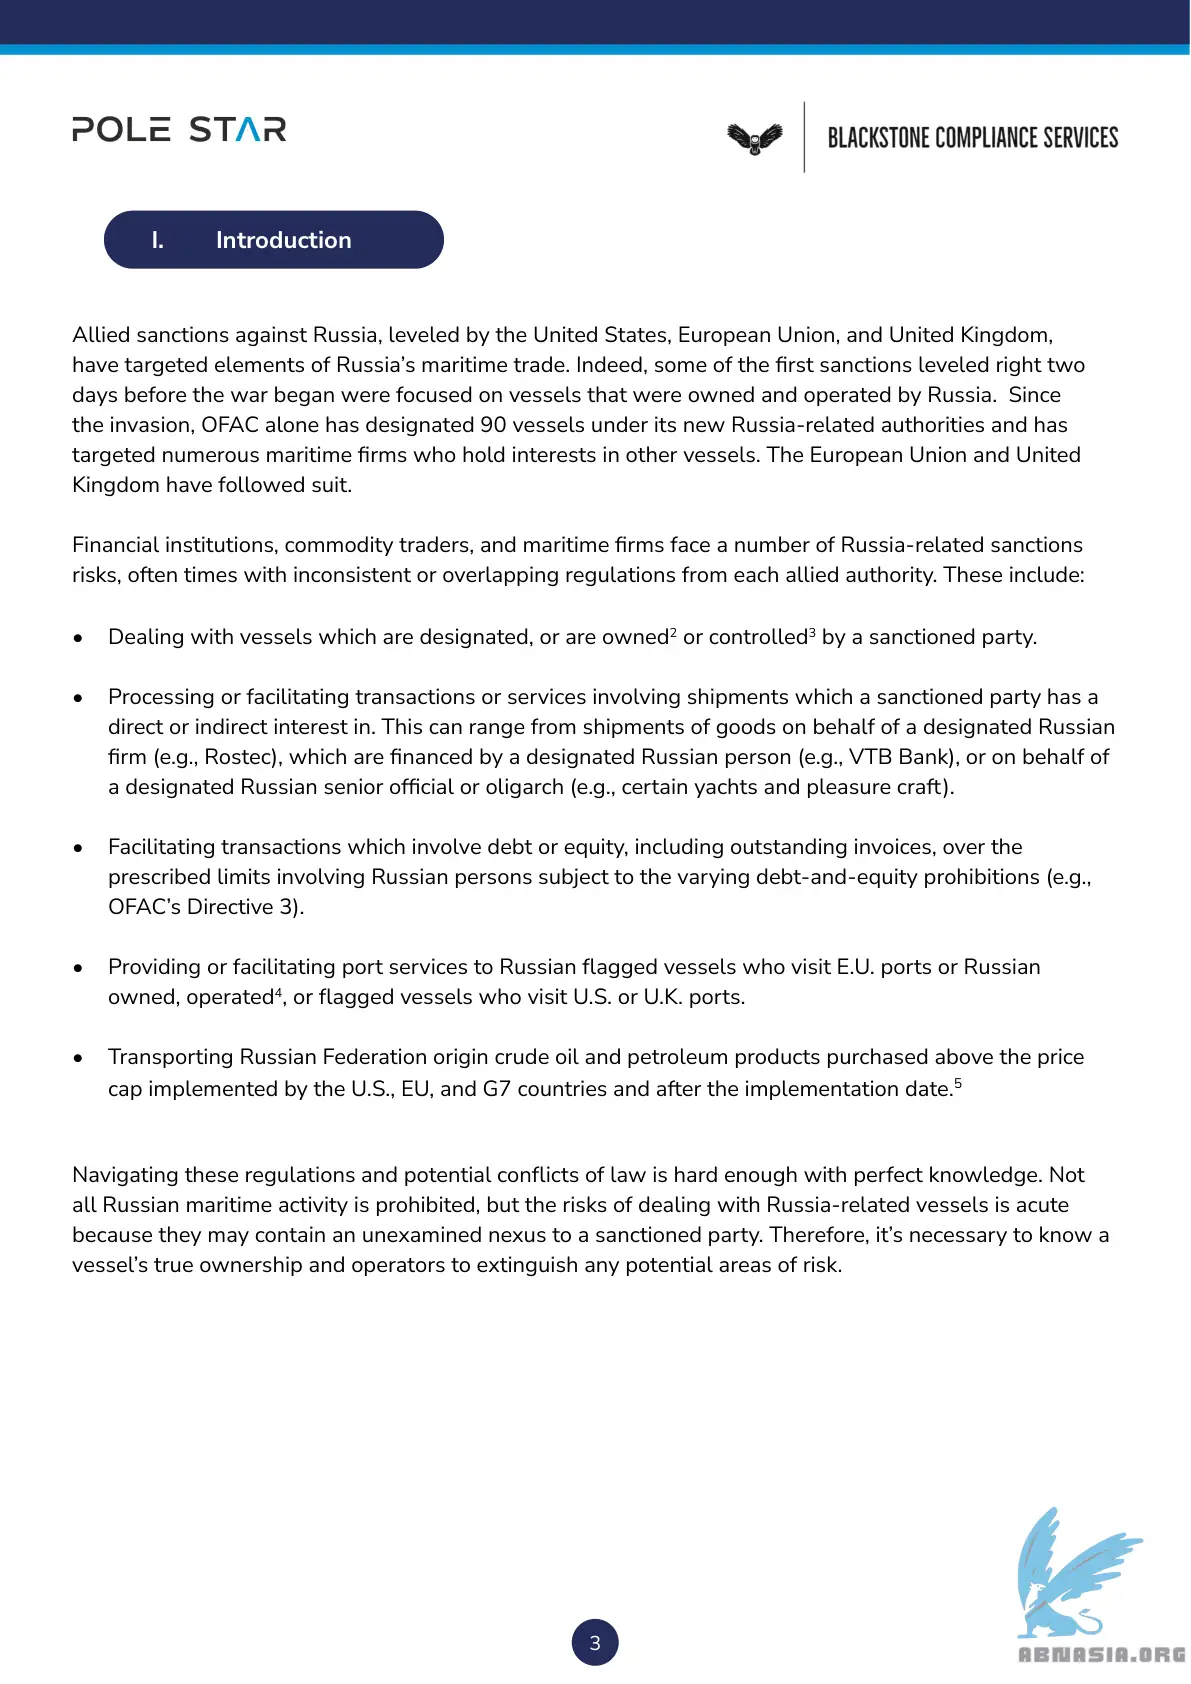 POLE STAR
BLACKSTONE COMPLIANCE SERVICES
I. Introduction
Allied sanctions against Russia, leveled by the United States, European Union, and United Kingdom,
have targeted elements of Russia’s maritime trade. Indeed, some of the first sanctions leveled right two
days before the war began were focused on vessels that were owned and operated by Russia.  Since
the invasion, OFAC alone has designated 90 vessels under its new Russia-related authorities and has
targeted numerous maritime firms who hold interests in other vessels. The European Union and United
Kingdom have followed suit.
Financial institutions, commodity traders, and maritime firms face a number of Russia-related sanctions
risks, often times with inconsistent or overlapping regulations from each allied authority. These include:
• Dealing with vessels which are designated, or are owned² or controlled³ by a sanctioned party.
• Processing or facilitating transactions or services involving shipments which a sanctioned party has a
direct or indirect interest in. This can range from shipments of goods on behalf of a designated Russian
firm (e.g., Rostec), which are financed by a designated Russian person (e.g., VTB Bank), or on behalf of
a designated Russian senior official or oligarch (e.g., certain yachts and pleasure craft).
• Facilitating transactions which involve debt or equity, including outstanding invoices, over the
prescribed limits involving Russian persons subject to the varying debt-and-equity prohibitions (e.g.,
OFAC’s Directive 3).
• Providing or facilitating port services to Russian flagged vessels who visit E.U. ports or Russian
owned, operated⁴, or flagged vessels who visit U.S. or U.K. ports.
• Transporting Russian Federation origin crude oil and petroleum products purchased above the price
cap implemented by the U.S., EU, and G7 countries and after the implementation date.⁵
Navigating these regulations and potential conflicts of law is hard enough with perfect knowledge. Not
all Russian maritime activity is prohibited, but the risks of dealing with Russia-related vessels is acute
because they may contain an unexamined nexus to a sanctioned party. Therefore, it’s necessary to know a
vessel’s true ownership and operators to extinguish any potential areas of risk.
3
ABNASIA.ORG